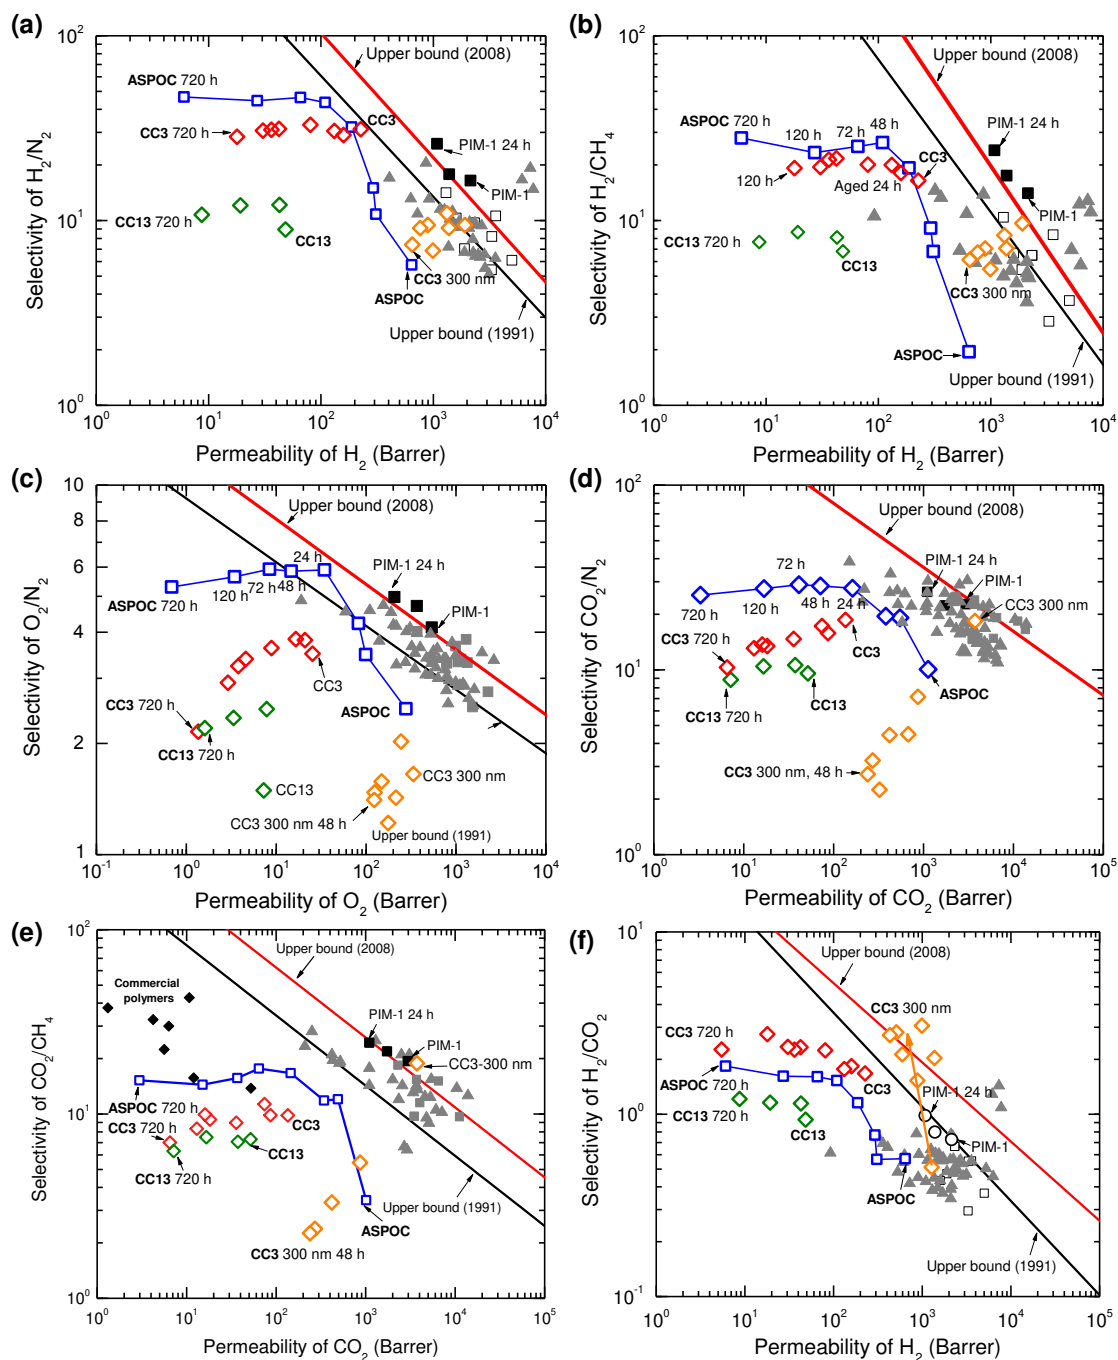 (a)
10²
10¹
10⁰
Selectivity of H₂/N₂
Upper bound (2008)
ASPOC 720 h
CC3 720 h
CC3
PIM-1 24 h
PIM-1
CC13 720 h
CC13
CC3 300 nm
ASPOC
Upper bound (1991)
10⁰ 10¹ 10² 10³ 10⁴
Permeability of H₂ (Barrer)
(b)
10²
10¹
10⁰
Selectivity of H₂/CH₄
Upper bound (2008)
ASPOC 720 h
120 h
72 h
48 h
PIM-1 24 h
CC3
120 h
Aged 24 h
PIM-1
CC13 720 h
CC13
CC3 300 nm
ASPOC
Upper bound (1991)
10⁰ 10¹ 10² 10³ 10⁴
Permeability of H₂ (Barrer)
(c)
10
8
6
4
2
1
Selectivity of O₂/N₂
Upper bound (2008)
24 h
ASPOC 720 h
120 h
72 h
48 h
PIM-1 24 h
PIM-1
CC3
CC3 720 h
CC13 720 h
ASPOC
CC13
CC3 300 nm
CC3 300 nm 48 h
Upper bound (1991)
10⁻¹ 10⁰ 10¹ 10² 10³ 10⁴
Permeability of O₂ (Barrer)
(d)
10²
10¹
10⁰
Selectivity of CO₂/N₂
Upper bound (2008)
PIM-1 24 h
PIM-1
CC3 300 nm
720 h
120 h
72 h
48 h
24 h
CC3 720 h
CC3
CC13 720 h
CC13
ASPOC
CC3 300 nm, 48 h
10⁰ 10¹ 10² 10³ 10⁴ 10⁵
Permeability of CO₂ (Barrer)
(e)
10²
10¹
10⁰
Selectivity of CO₂/CH₄
Upper bound (2008)
Commercial
polymers
PIM-1 24 h
PIM-1
CC3-300 nm
ASPOC 720 h
CC3 720 h
CC3
CC13 720 h
CC13
Upper bound
(1991)
ASPOC
CC3 300 nm 48 h
10⁰ 10¹ 10² 10³ 10⁴ 10⁵
Permeability of CO₂ (Barrer)
(f)
10¹
10⁰
10⁻¹
Selectivity of H₂/CO₂
Upper bound (2008)
CC3 300 nm
CC3 720 h
ASPOC
720 h
CC3
PIM-1 24 h
CC13 720 h
CC13
PIM-1
ASPOC
Upper bound (1991)
10⁰ 10¹ 10² 10³ 10⁴ 10⁵
Permeability of H₂ (Barrer)